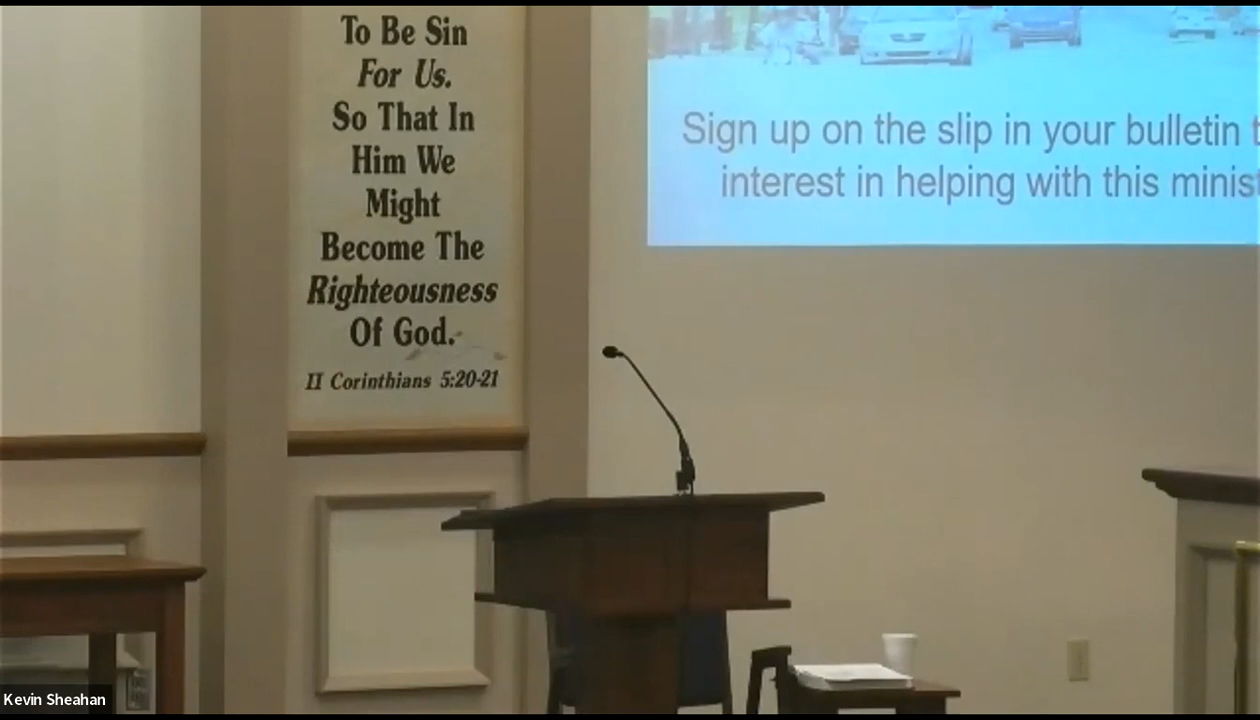 To Be Sin
For Us.
So That In
Him We
Might
Become The
Righteousness
Of God.
II Corinthians 5:20-21
Sign up on the slip in your bulletin
interest in helping with this
Kevin Sheahan